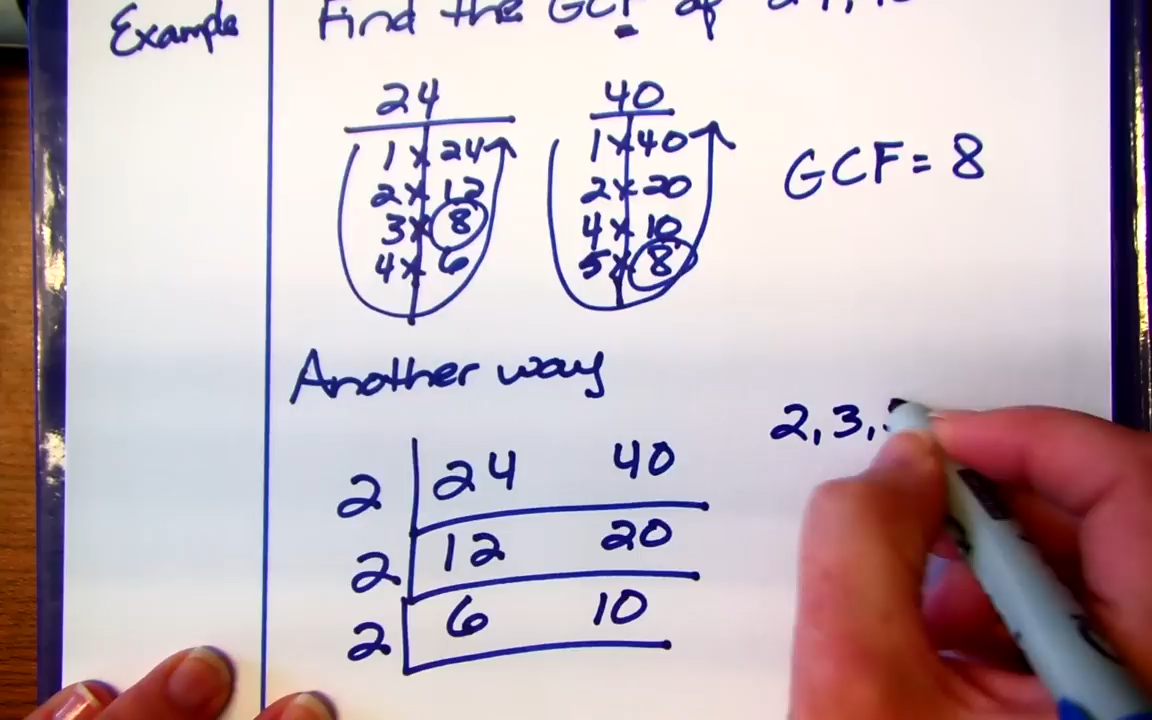 Example
Find the GCF of
24
1 x 24
2 x 12
3 x 8
4 x 6
40
1 x 40
2 x 20
4 x 10
5 x 8
GCF = 8
Another way
2, 3,
2 24 40
2 12 20
2 6 10